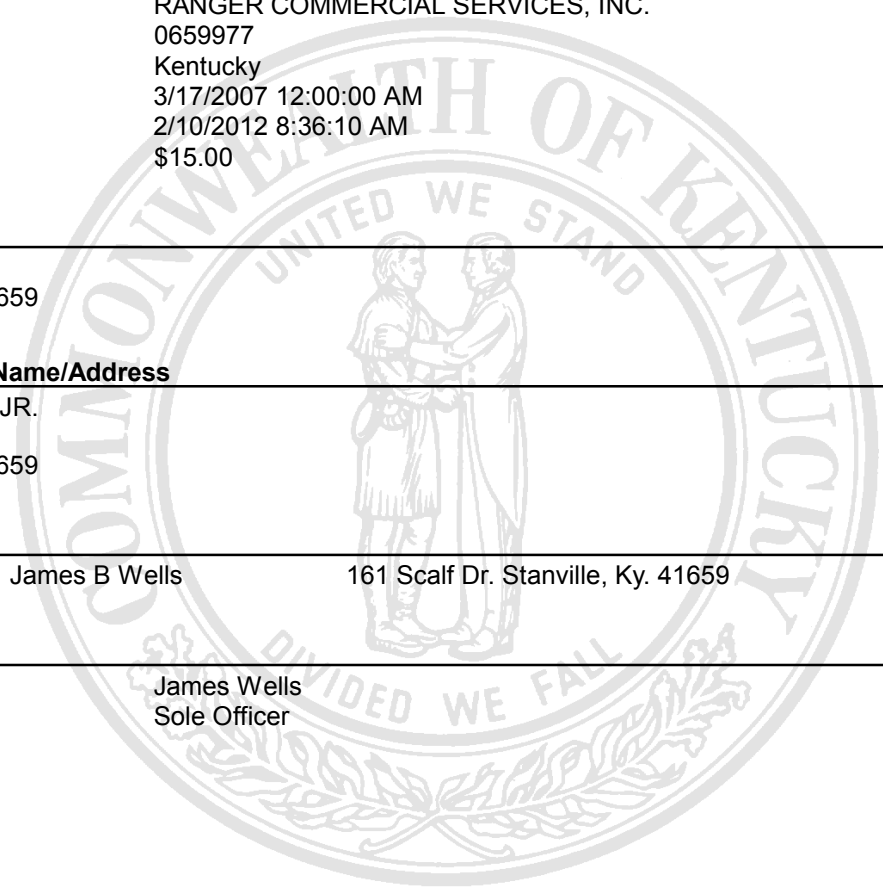 RANGER COMMERCIAL SERVICES, INC.
0659977
Kentucky
3/17/2007 12:00:00 AM
2/10/2012 8:36:10 AM
$15.00
COMMONWEALTH OF KENTUCKY
UNITED WE STAND
659
Name/Address
JR.
659
James B Wells 161 Scalf Dr. Stanville, Ky. 41659
DIVIDED WE FALL
James Wells
Sole Officer